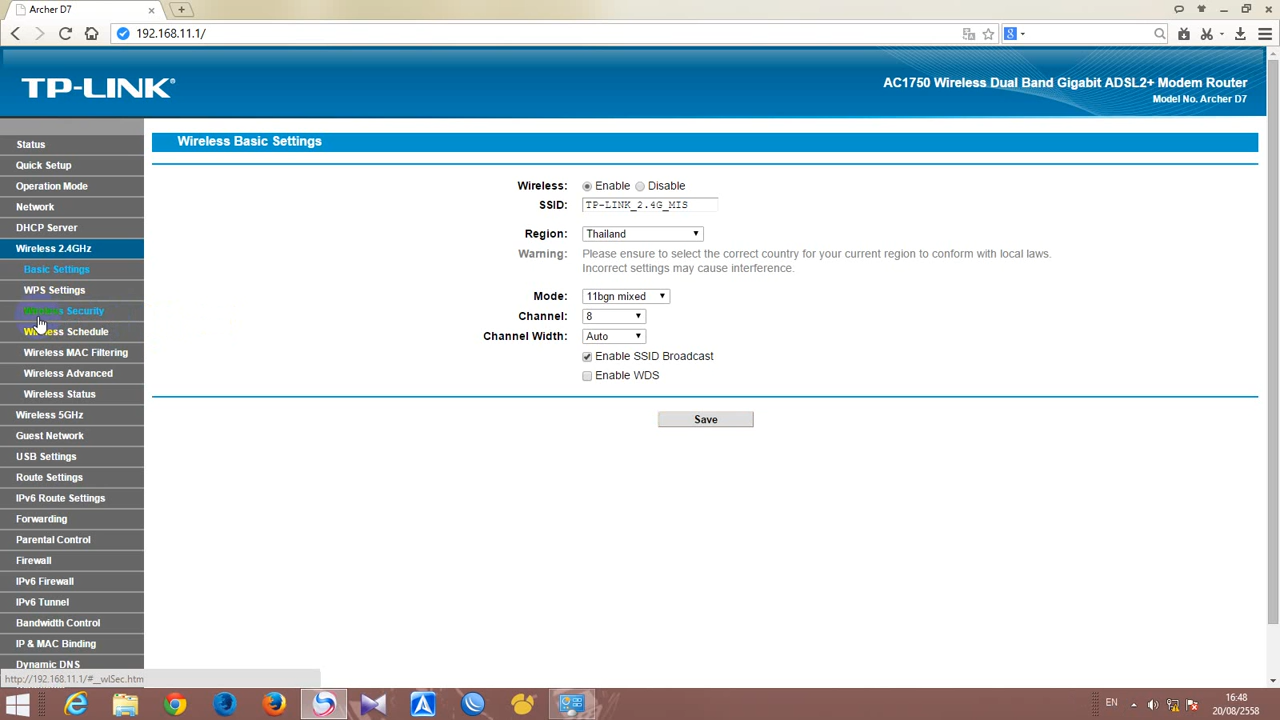 Archer D7
192.168.11.1/
TP-LINK®
AC1750 Wireless Dual Band Gigabit ADSL2+ Modem Router
Model No. Archer D7
Status
Quick Setup
Operation Mode
Network
DHCP Server
Wireless 2.4GHz
Basic Settings
WPS Settings
Wireless Security
Wireless Schedule
Wireless MAC Filtering
Wireless Advanced
Wireless Status
Wireless 5GHz
Guest Network
USB Settings
Route Settings
IPv6 Route Settings
Forwarding
Parental Control
Firewall
IPv6 Firewall
IPv6 Tunnel
Bandwidth Control
IP & MAC Binding
Dynamic DNS
Wireless Basic Settings
Wireless: Enable Disable
SSID: TP-LINK_2.4G_MIS
Region: Thailand
Warning: Please ensure to select the correct country for your current region to conform with local laws.
Incorrect settings may cause interference.
Mode: 11bgn mixed
Channel: 8
Channel Width: Auto
Enable SSID Broadcast
Enable WDS
Save
http://192.168.11.1/#__wlSec.htm
EN
16:48
20/08/2558